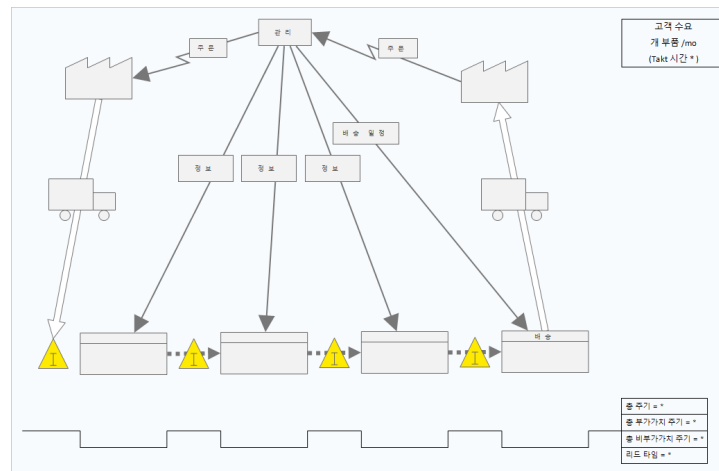 관리
주문
주문
고객 수요
개 부품 /mo
(Takt 시간 *)
배송 일정
정보
정보
정보
배송
총 주기 = *
총 부가가치 주기 = *
총 비부가가치 주기 = *
리드 타임 = *